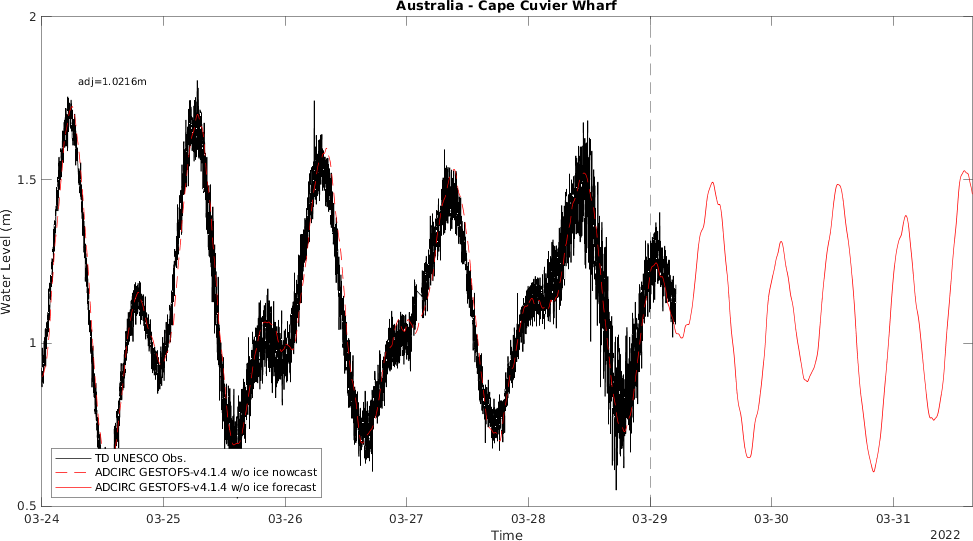 Australia - Cape Cuvier Wharf
2
adj=1.0216m
1.5
Water Level (m)
1
TD UNESCO Obs.
ADCIRC GESTOFS-v4.1.4 w/o ice nowcast
ADCIRC GESTOFS-v4.1.4 w/o ice forecast
0.5
03-24 03-25 03-26 03-27 03-28 03-29 03-30 03-31
Time
2022